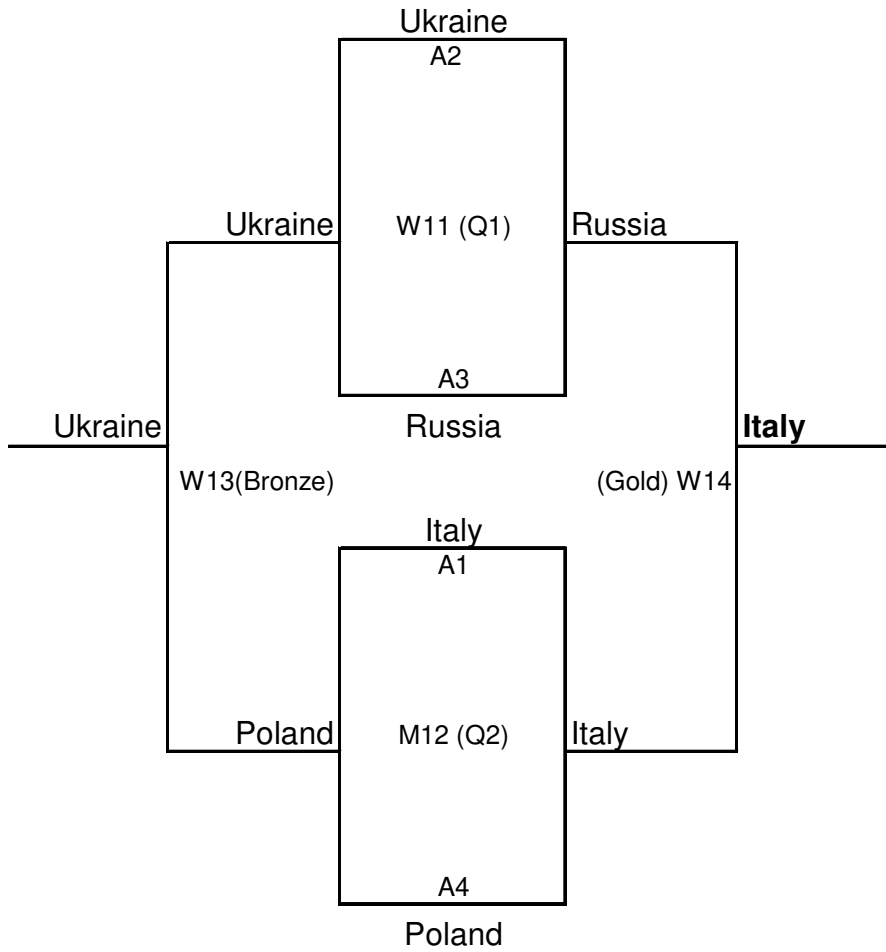 Ukraine
A2
Ukraine
W11 (Q1)
Russia
A3
Ukraine
Russia
Italy
W13(Bronze)
(Gold) W14
Italy
A1
Poland
M12 (Q2)
Italy
A4
Poland